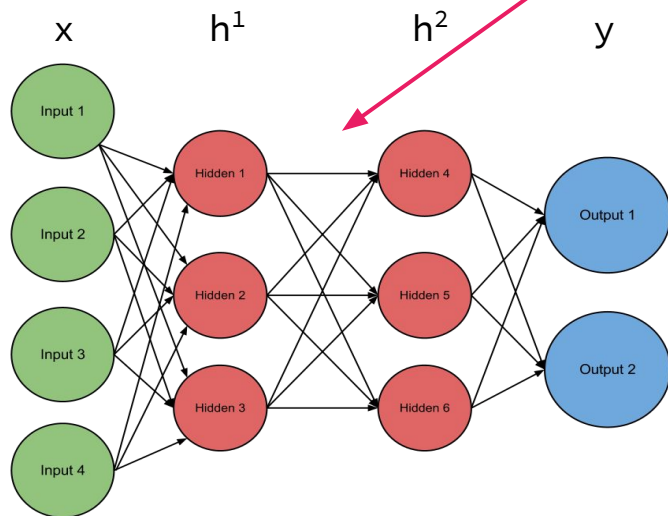 x h¹ h² y
Input 1
Input 2
Input 3
Input 4
Hidden 1
Hidden 2
Hidden 3
Hidden 4
Hidden 5
Hidden 6
Output 1
Output 2